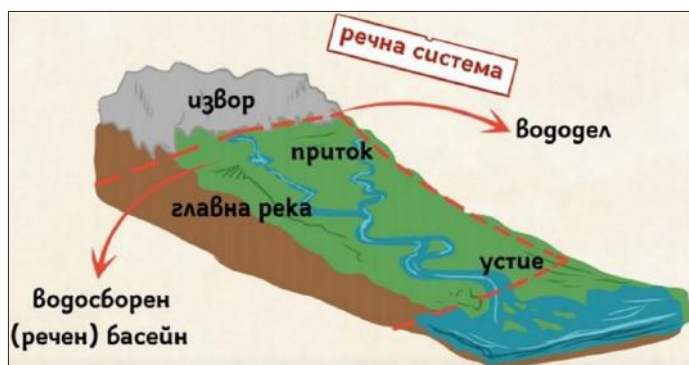 речна система
извор
вододел
приток
главна река
устие
водосборен
(речен) басейн